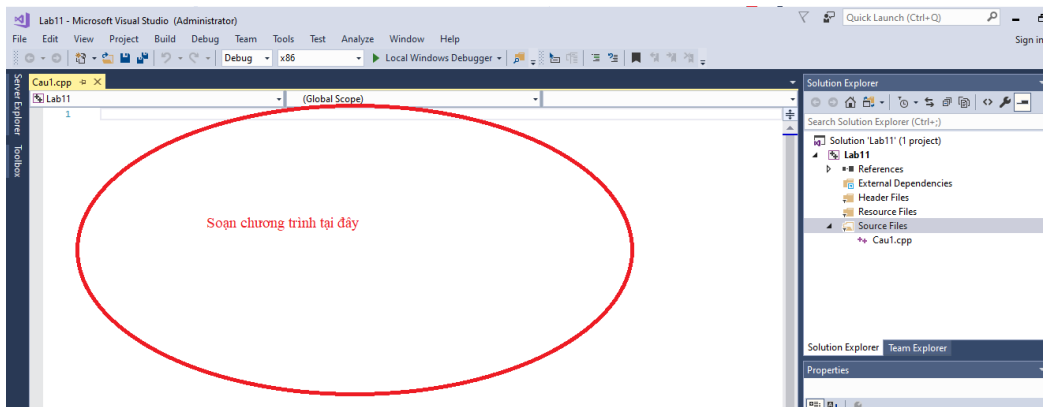 Lab11 - Microsoft Visual Studio (Administrator)
Quick Launch (Ctrl+Q)
File Edit View Project Build Debug Team Tools Test Analyze Window Help
Sign in
Debug x86 Local Windows Debugger
Server Explorer
Toolbox
Cau1.cpp
Lab11 (Global Scope)
1
Soạn chương trình tại đây
Solution Explorer
Search Solution Explorer (Ctrl+;)
Solution 'Lab11' (1 project)
Lab11
References
External Dependencies
Header Files
Resource Files
Source Files
Cau1.cpp
Solution Explorer Team Explorer
Properties